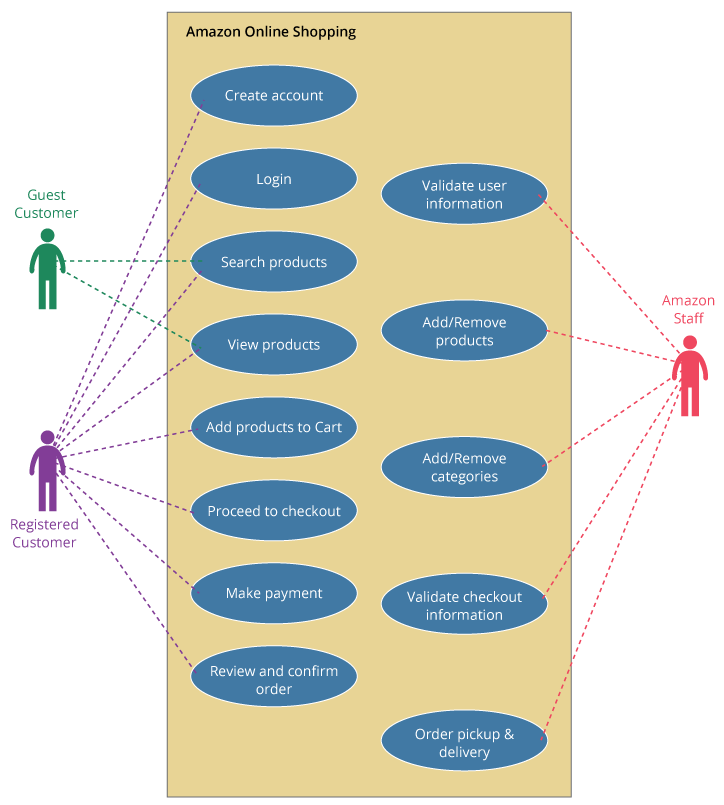 Amazon Online Shopping
Create account
Login
Search products
View products
Add products to Cart
Proceed to checkout
Make payment
Review and confirm
order
Validate user
information
Add/Remove
products
Add/Remove
categories
Validate checkout
information
Order pickup &
delivery
Guest
Customer
Registered
Customer
Amazon
Staff